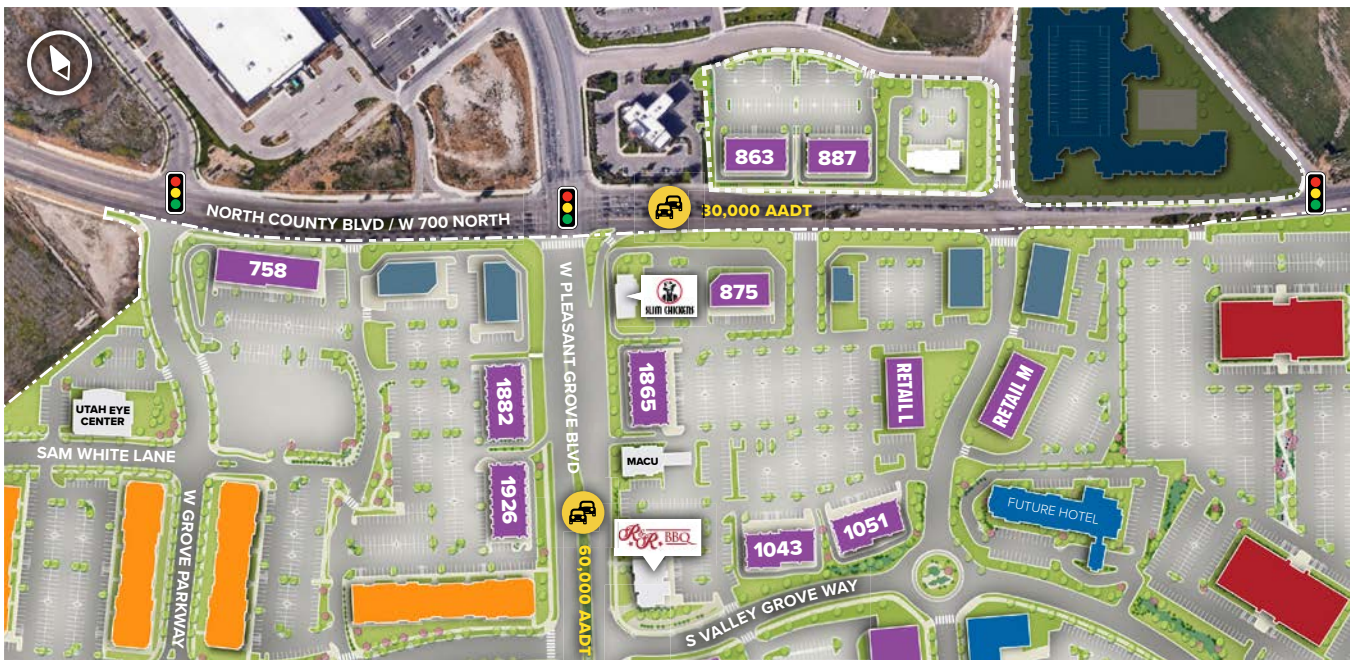 863
887
NORTH COUNTY BLVD / W 700 NORTH
30,000 AADT
758
SLIM CHICKENS
875
W PLEASANT GROVE BLVD
1882
1865
RETAIL L
RETAIL M
UTAH EYE
CENTER
SAM WHITE LANE
MACU
1926
W GROVE PARKWAY
R&R BBQ
1043
1051
FUTURE HOTEL
60,000 AADT
S VALLEY GROVE WAY